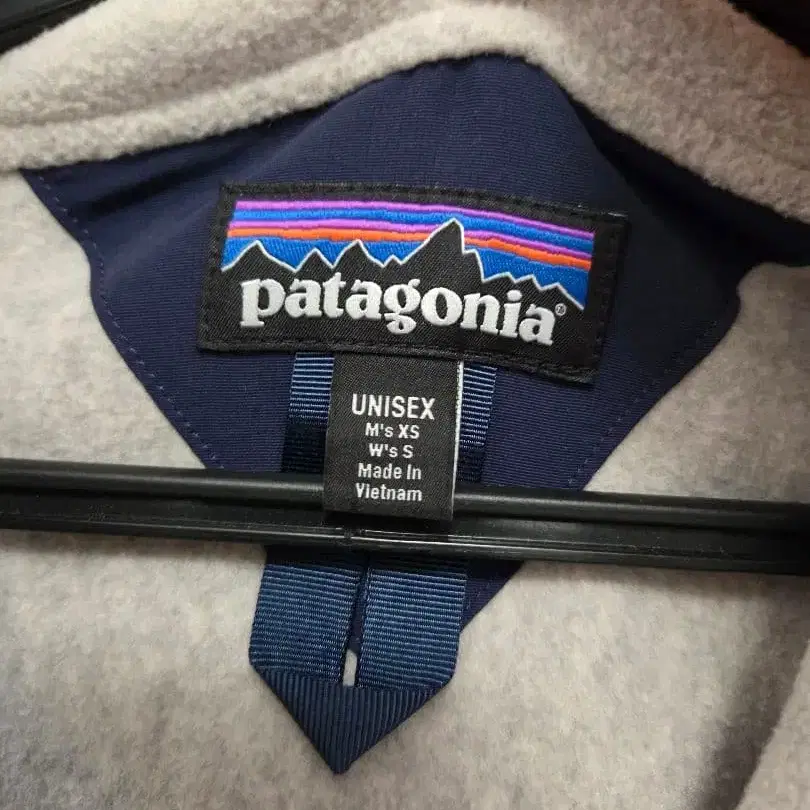 patagonia®
UNISEX
M's XS
W's S
Made In
Vietnam